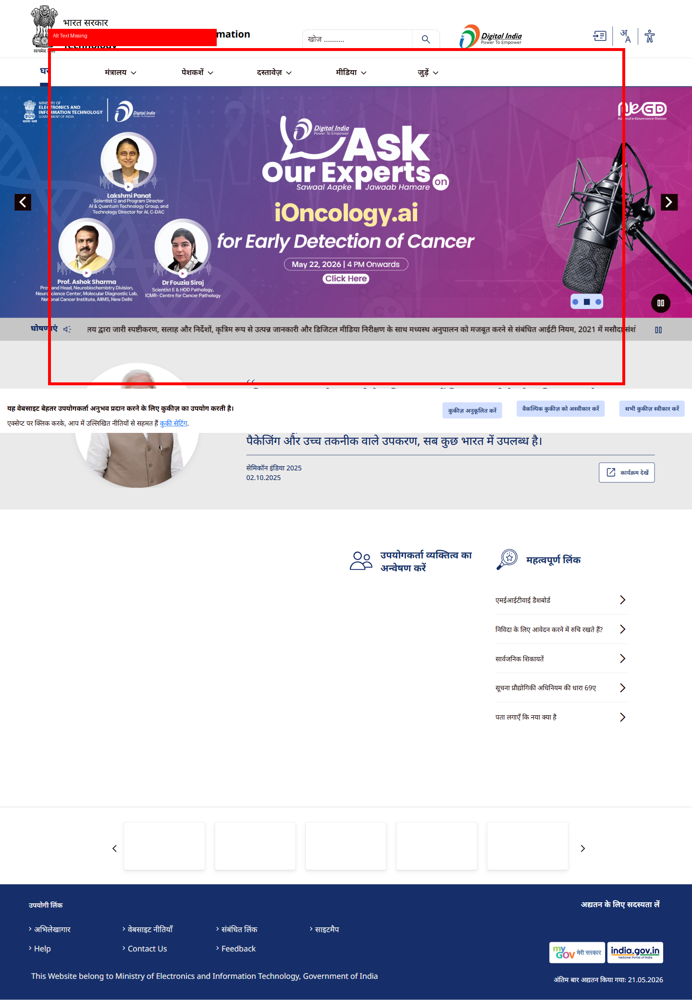 भारत सरकार
सत्यमेव जयते
Alt Text Missing
mation
Technology
खोज ..........
Digital India
Power To Empower
अ
A
मंत्रालय
पेशकशें
दस्तावेज़
मीडिया
जुड़ें
MINISTRY OF
ELECTRONICS AND
INFORMATION TECHNOLOGY
GOVERNMENT OF INDIA
सत्यमेव जयते
Digital India
Power To Empower
NeGD
National e-Governance Division
Digital India
Power To Empower
Ask
Our Experts on
Sawaal Aapke Jawaab Hamare
iOncology.ai
for Early Detection of Cancer
May 22, 2026 | 4 PM Onwards
Click Here
Lakshmi Panat
Scientist G and Program Director
AI & Quantum Technology Group, and
Technology Director for AI, C-DAC
Prof. Ashok Sharma
Prof and Head, Neurobiochemistry Division,
Neuroscience Center, Molecular Diagnostic Lab,
National Cancer Institute, AIIMS, New Delhi
Dr Fouzia Siraj
Scientist E & HOD Pathology,
ICMR- Centre for Cancer Pathology
घोषणाएं
लय द्वारा जारी स्पष्टीकरण, सलाह और निर्देशों, कृत्रिम रूप से उत्पन्न जानकारी और डिजिटल मीडिया निरीक्षण के साथ मध्यस्थ अनुपालन को मजबूत करने से संबंधित आईटी नियम, 2021 में मसौदा
यह वेबसाइट बेहतर उपयोगकर्ता अनुभव प्रदान करने के लिए कुकीज़ का उपयोग करती है।
एक्सेप्ट पर क्लिक करके, आप में उल्लिखित नीतियों से सहमत हैं कुकी सेटिंग.
कुकीज़ अनुकूलित करें
वैकल्पिक कुकीज़ को अस्वीकार करें
सभी कुकीज़ स्वीकार करें
पैकेजिंग और उच्च तकनीक वाले उपकरण, सब कुछ भारत में उपलब्ध है।
सेमिकॉन इंडिया 2025
02.10.2025
कार्यक्रम देखें
उपयोगकर्ता व्यक्तित्व का
अन्वेषण करें
महत्वपूर्ण लिंक
एमईआईटीवाई डैशबोर्ड
निविदा के लिए आवेदन करने में रुचि रखते हैं?
सार्वजनिक शिकायतें
सूचना प्रौद्योगिकी अधिनियम की धारा 69ए
पता लगाएँ कि नया क्या है
उपयोगी लिंक
अद्यतन के लिए सदस्यता लें
अभिलेखागार
वेबसाइट नीतियाँ
संबंधित लिंक
साइटमैप
Help
Contact Us
Feedback
my
GOV मेरी सरकार
india.gov.in
National Portal of India
This Website belong to Ministry of Electronics and Information Technology, Government of India
अंतिम बार अद्यतन किया गया: 21.05.2026